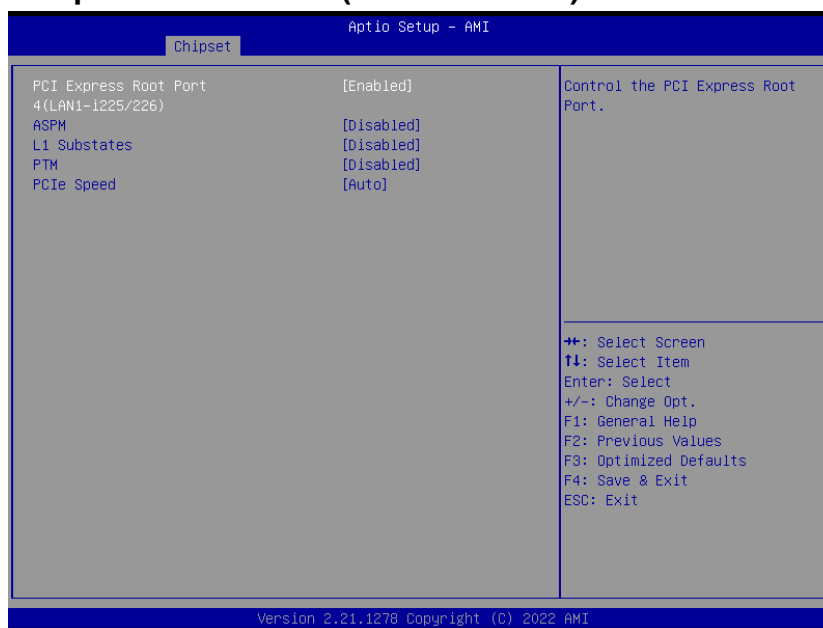 Aptio Setup – AMI
Chipset
PCI Express Root Port [Enabled]
4(LAN1-i225/226)
ASPM [Disabled]
L1 Substates [Disabled]
PTM [Disabled]
PCIe Speed [Auto]
Control the PCI Express Root
Port.
→←: Select Screen
↑↓: Select Item
Enter: Select
+/-: Change Opt.
F1: General Help
F2: Previous Values
F3: Optimized Defaults
F4: Save & Exit
ESC: Exit
Version 2.21.1278 Copyright (C) 2022 AMI